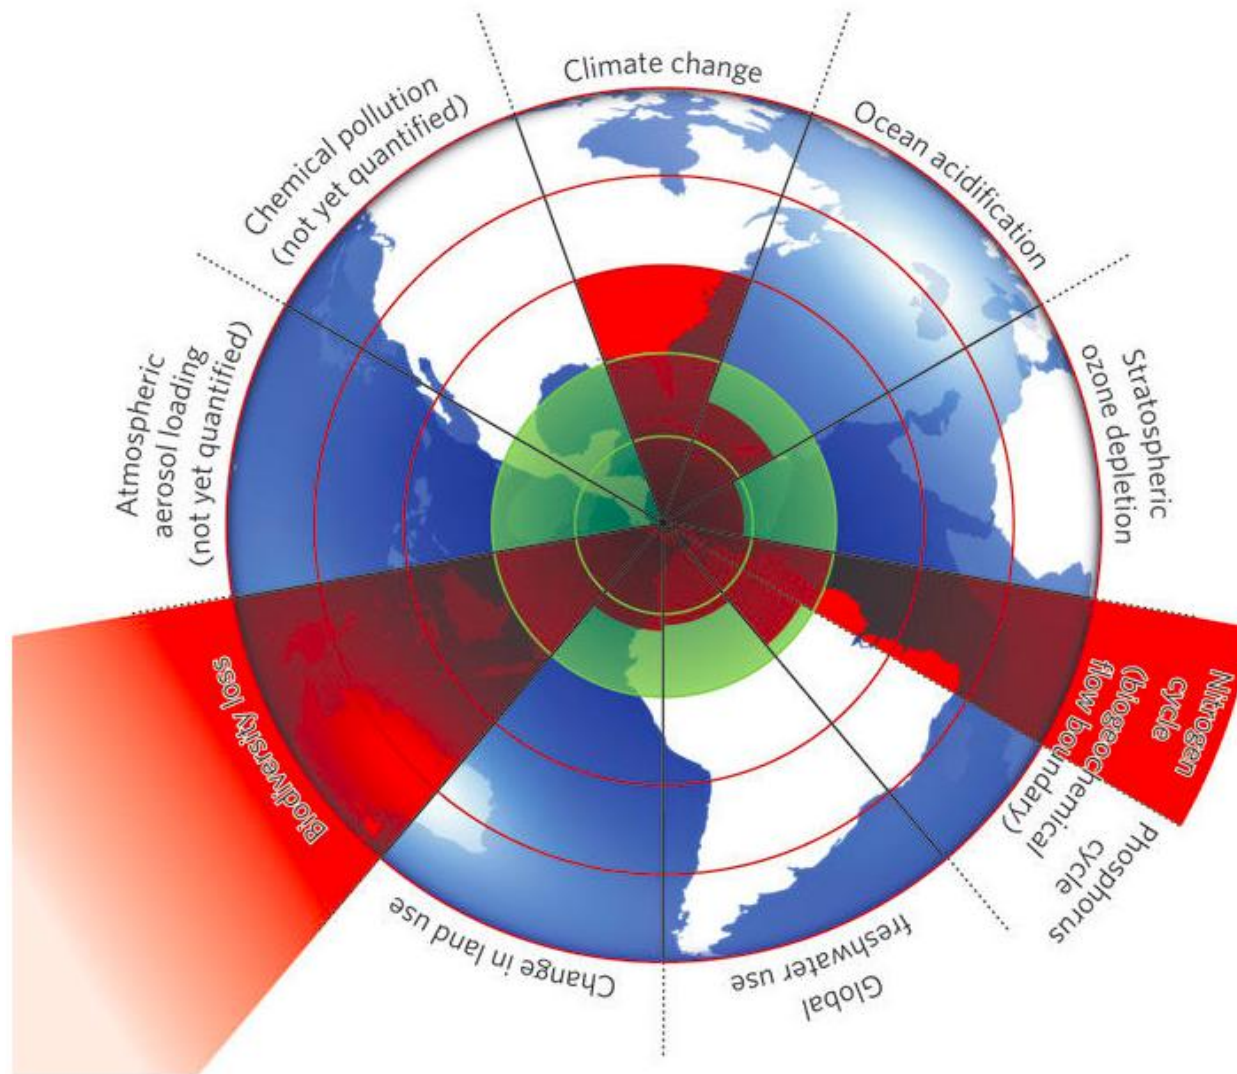 Climate change
Ocean acidification
Stratospheric
ozone depletion
Nitrogen
cycle
(biogeochemical
flow boundary)
Phosphorus
cycle
Global
freshwater use
Change in land use
Biodiversity loss
Atmospheric
aerosol loading
(not yet quantified)
Chemical pollution
(not yet quantified)